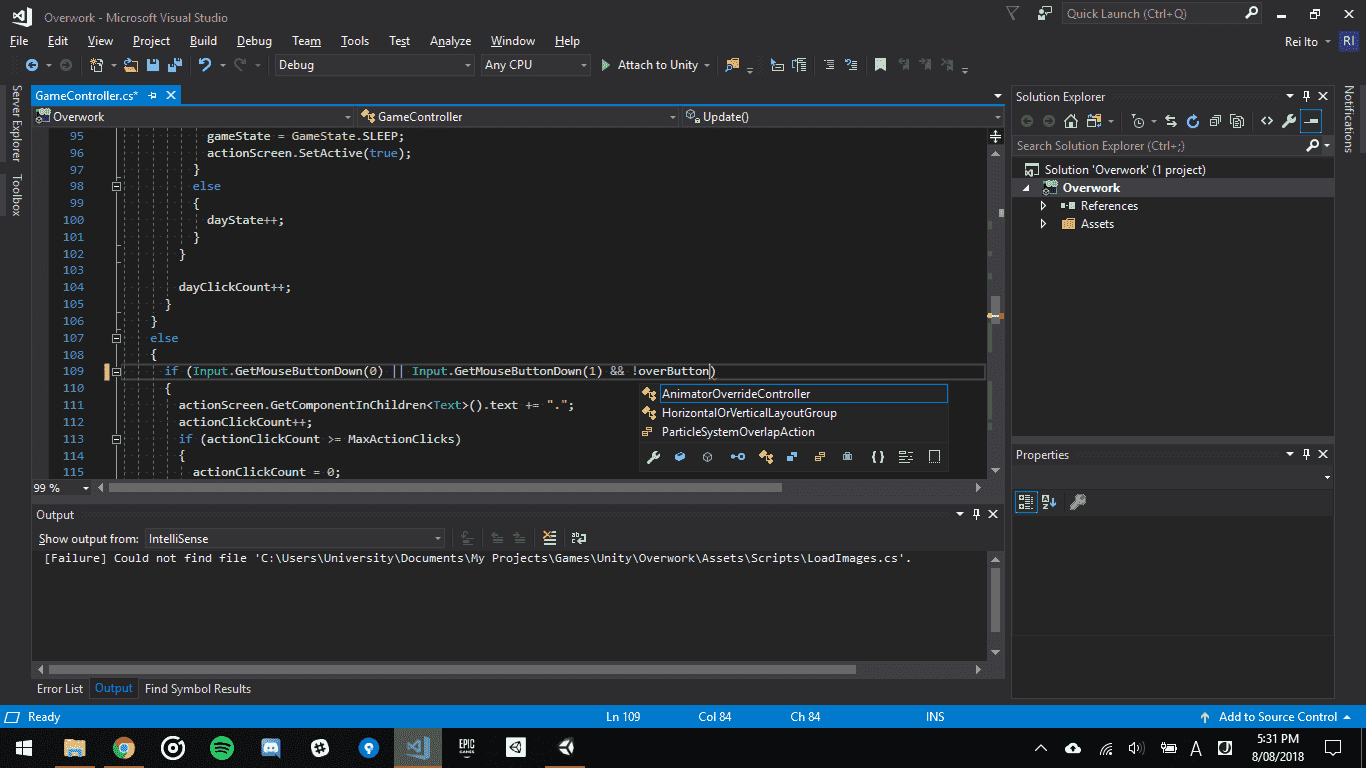 Overwork - Microsoft Visual Studio
Quick Launch (Ctrl+Q)
File Edit View Project Build Debug Team Tools Test Analyze Window Help
Rei Ito RI
Debug Any CPU Attach to Unity
Server Explorer
Toolbox
GameController.cs*
Overwork GameController Update()
95 gameState = GameState.SLEEP;
96 actionScreen.SetActive(true);
97 }
98 else
99 {
100 dayState++;
101 }
102 }
103
104 dayClickCount++;
105 }
106 }
107 else
108 {
109 if (Input.GetMouseButtonDown(0) || Input.GetMouseButtonDown(1) && !overButton)
110 {
111 actionScreen.GetComponentInChildren<Text>().text += ".";
112 actionClickCount++;
113 if (actionClickCount >= MaxActionClicks)
114 {
115 actionClickCount = 0;
AnimatorOverrideController
HorizontalOrVerticalLayoutGroup
ParticleSystemOverlapAction
99 %
Output
Show output from: IntelliSense
[Failure] Could not find file 'C:\Users\University\Documents\My Projects\Games\Unity\Overwork\Assets\Scripts\LoadImages.cs'.
Error List Output Find Symbol Results
Solution Explorer
Search Solution Explorer (Ctrl+;)
Solution 'Overwork' (1 project)
Overwork
References
Assets
Properties
Notifications
Ready Ln 109 Col 84 Ch 84 INS Add to Source Control
EPIC GAMES
A J
5:31 PM
8/08/2018